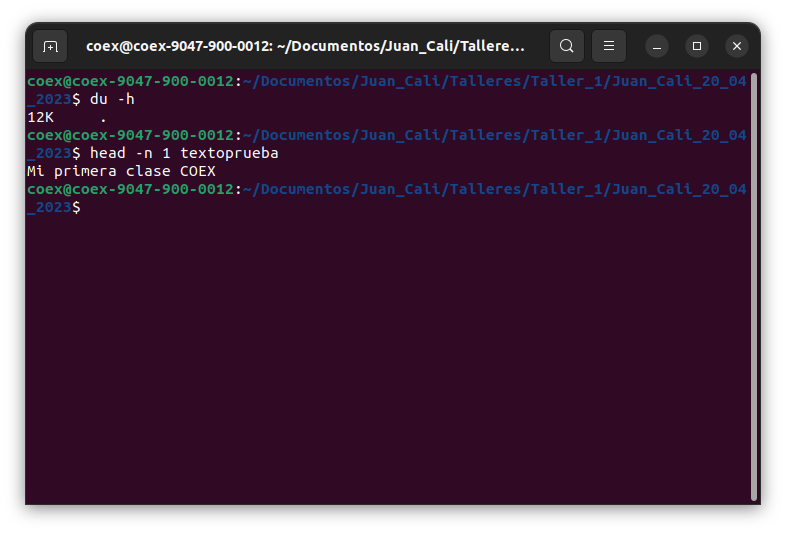 coex@coex-9047-900-0012: ~/Documentos/Juan_Cali/Tallere...
coex@coex-9047-900-0012:~/Documentos/Juan_Cali/Talleres/Taller_1/Juan_Cali_20_04
_2023$ du -h
12K     .
coex@coex-9047-900-0012:~/Documentos/Juan_Cali/Talleres/Taller_1/Juan_Cali_20_04
_2023$ head -n 1 textoprueba
Mi primera clase COEX
coex@coex-9047-900-0012:~/Documentos/Juan_Cali/Talleres/Taller_1/Juan_Cali_20_04
_2023$